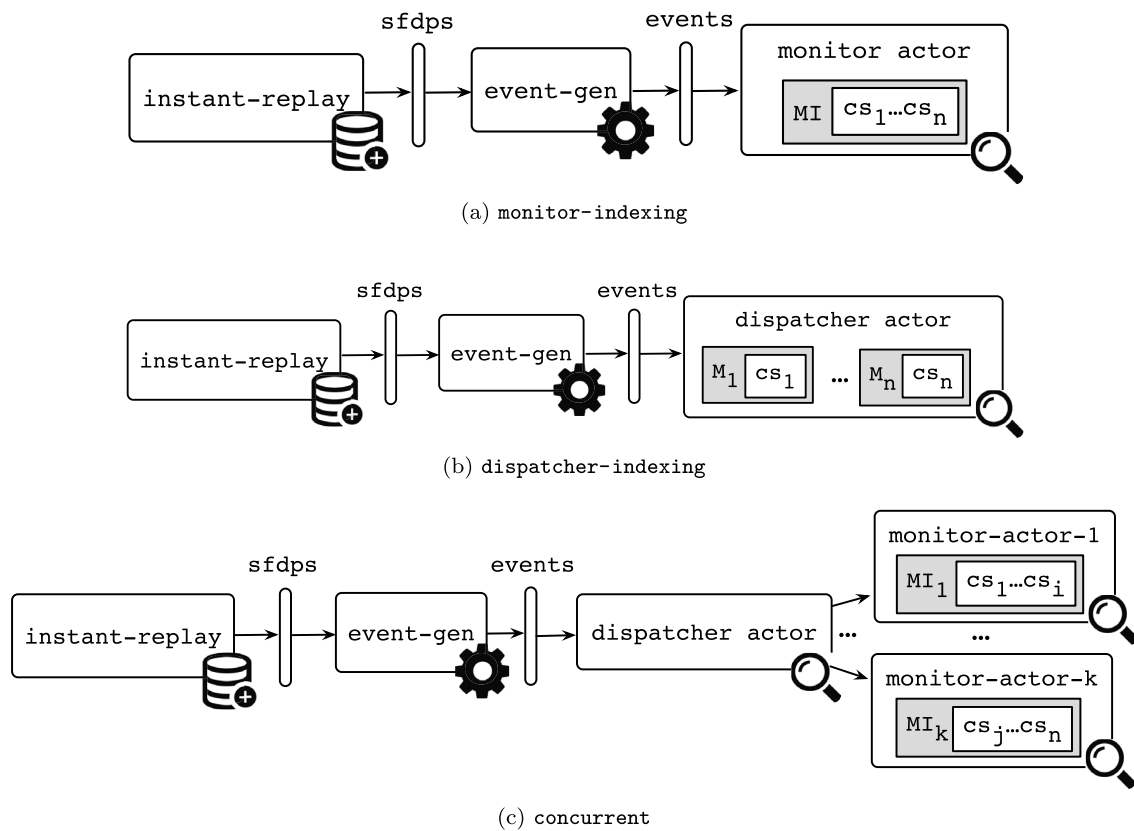 sfdps
events
instant-replay
event-gen
monitor actor
MI cs1…csn
(a) monitor-indexing
sfdps
events
instant-replay
event-gen
dispatcher actor
M1 cs1 … Mn csn
(b) dispatcher-indexing
sfdps
events
instant-replay
event-gen
dispatcher actor
…
monitor-actor-1
MI1 cs1…csi
…
monitor-actor-k
MIk csj…csn
(c) concurrent